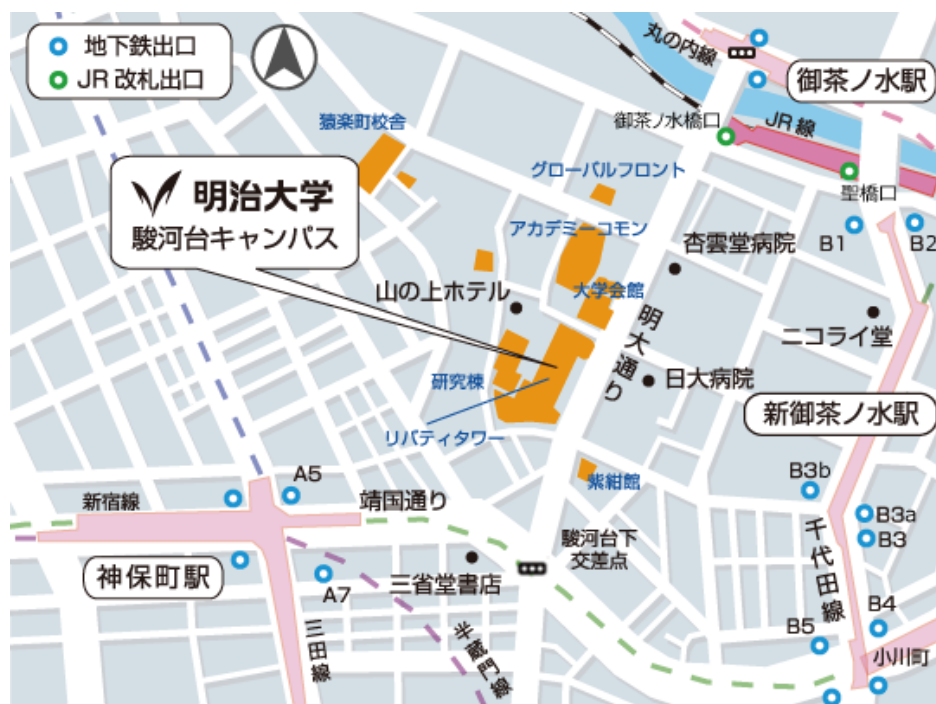 地下鉄出口
JR改札出口
丸の内線
御茶ノ水駅
JR線
御茶ノ水橋口
聖橋口
猿楽町校舎
グローバルフロント
明治大学
駿河台キャンパス
アカデミーコモン
杏雲堂病院
B1
B2
山の上ホテル
大学会館
明大通り
ニコライ堂
研究棟
日大病院
リバティタワー
新御茶ノ水駅
紫紺館
B3b
A5
新宿線
靖国通り
B3a
B3
千代田線
駿河台下
交差点
神保町駅
三省堂書店
A7
三田線
半蔵門線
B4
B5
小川町